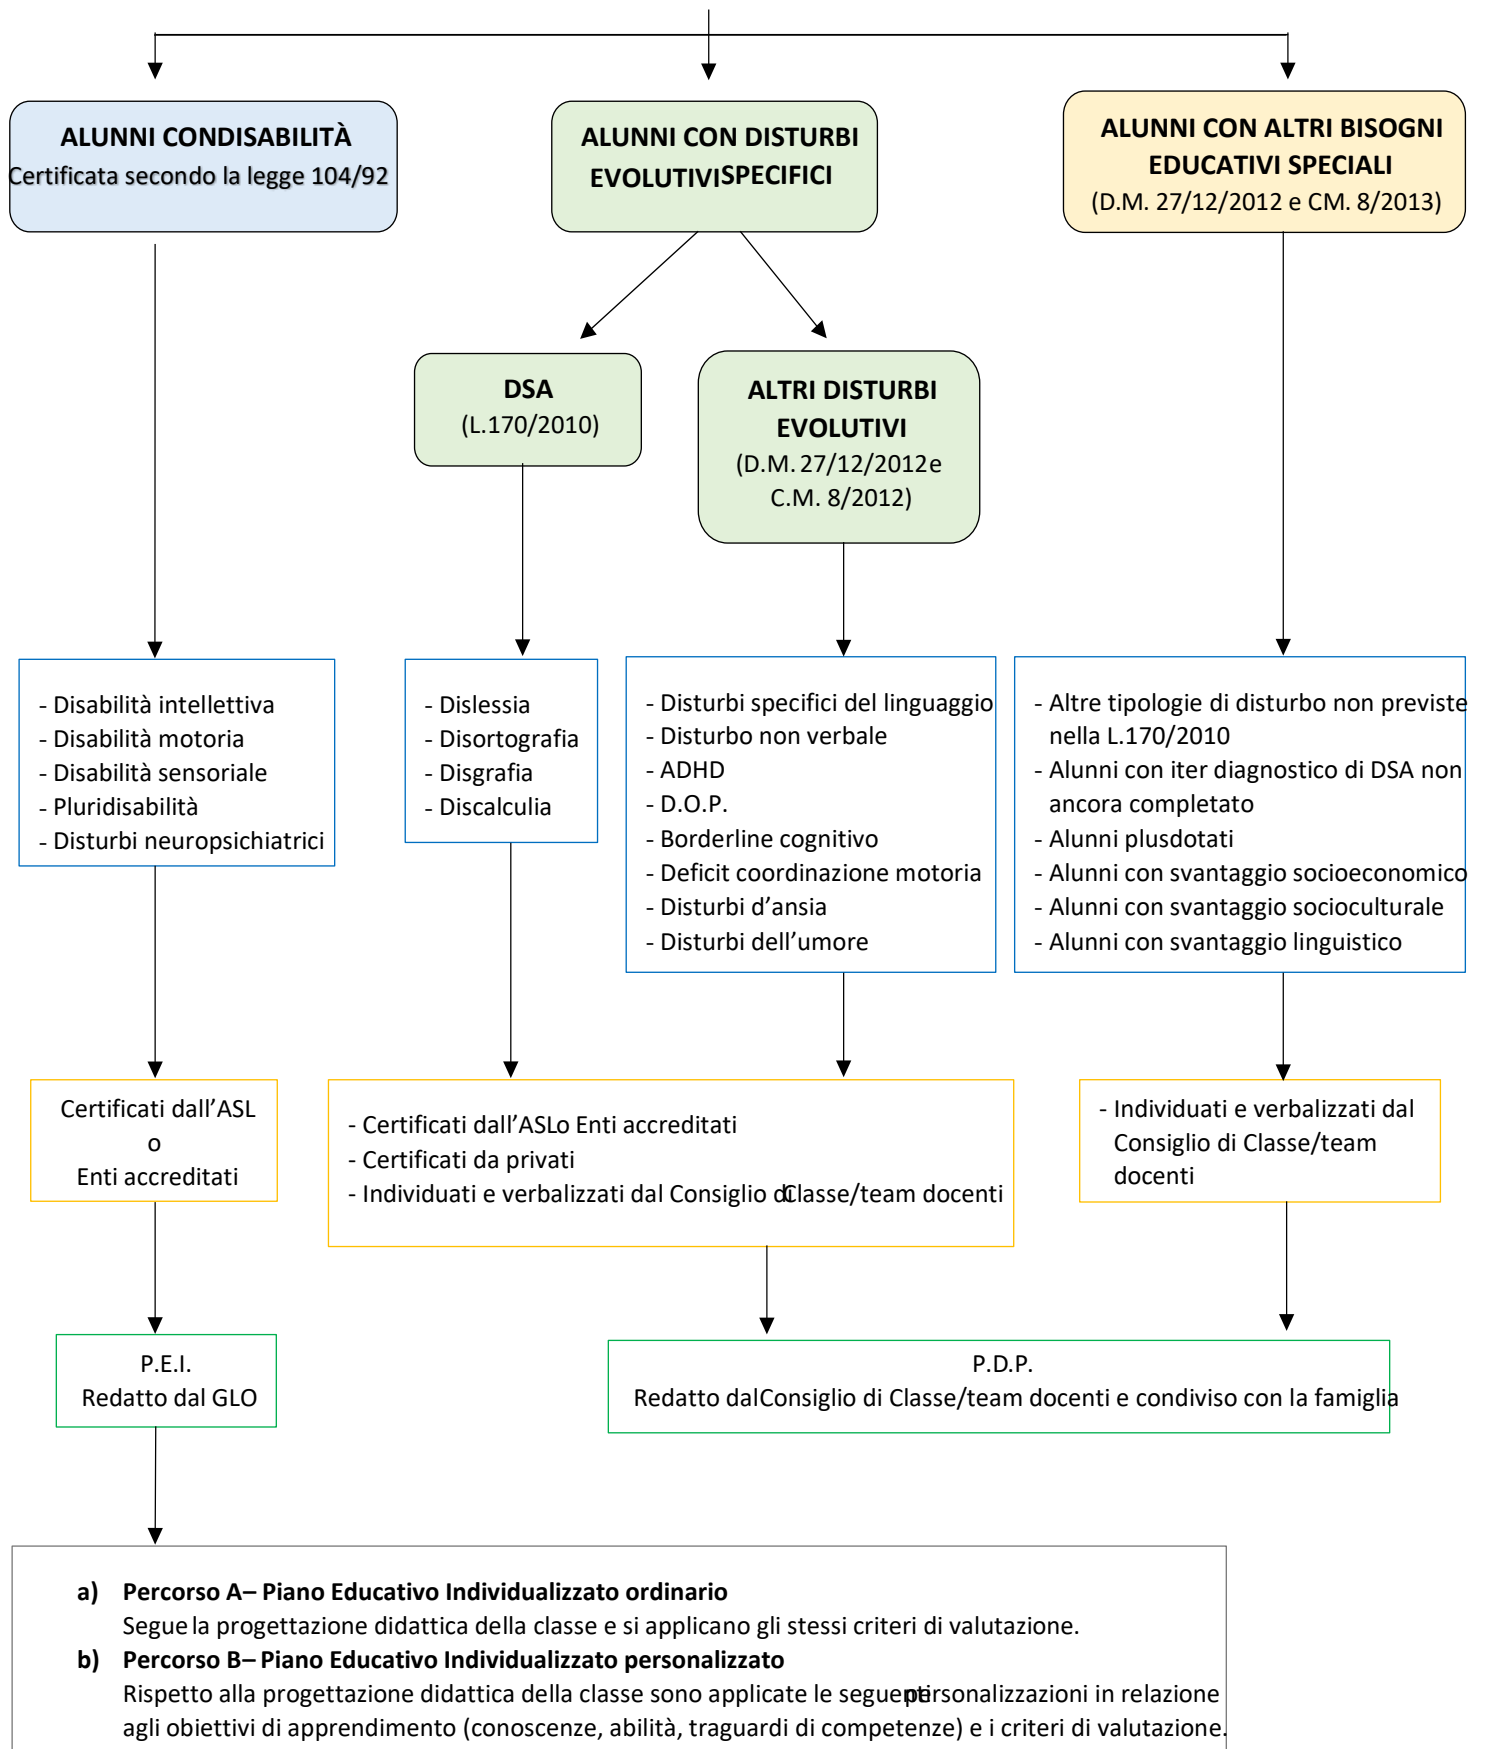 ALUNNI CONDISABILITÀ
Certificata secondo la legge 104/92
ALUNNI CON DISTURBI
EVOLUTIVI SPECIFICI
ALUNNI CON ALTRI BISOGNI
EDUCATIVI SPECIALI
(D.M. 27/12/2012 e CM. 8/2013)
DSA
(L.170/2010)
ALTRI DISTURBI
EVOLUTIVI
(D.M. 27/12/2012 e
C.M. 8/2012)
- Disabilità intellettiva
- Disabilità motoria
- Disabilità sensoriale
- Pluridisabilità
- Disturbi neuropsichiatrici
- Dislessia
- Disortografia
- Disgrafia
- Discalculia
- Disturbi specifici del linguaggio
- Disturbo non verbale
- ADHD
- D.O.P.
- Borderline cognitivo
- Deficit coordinazione motoria
- Disturbi d'ansia
- Disturbi dell'umore
- Altre tipologie di disturbo non previste
nella L.170/2010
- Alunni con iter diagnostico di DSA non
ancora completato
- Alunni plusdotati
- Alunni con svantaggio socioeconomico
- Alunni con svantaggio socioculturale
- Alunni con svantaggio linguistico
Certificati dall'ASL
o
Enti accreditati
- Certificati dall'ASLo Enti accreditati
- Certificati da privati
- Individuati e verbalizzati dal Consiglio di Classe/team docenti
- Individuati e verbalizzati dal
Consiglio di Classe/team
docenti
P.E.I.
Redatto dal GLO
P.D.P.
Redatto dal Consiglio di Classe/team docenti e condiviso con la famiglia
a) Percorso A– Piano Educativo Individualizzato ordinario
Segue la progettazione didattica della classe e si applicano gli stessi criteri di valutazione.
b) Percorso B– Piano Educativo Individualizzato personalizzato
Rispetto alla progettazione didattica della classe sono applicate le seguenti personalizzazioni in relazione
agli obiettivi di apprendimento (conoscenze, abilità, traguardi di competenze) e i criteri di valutazione.